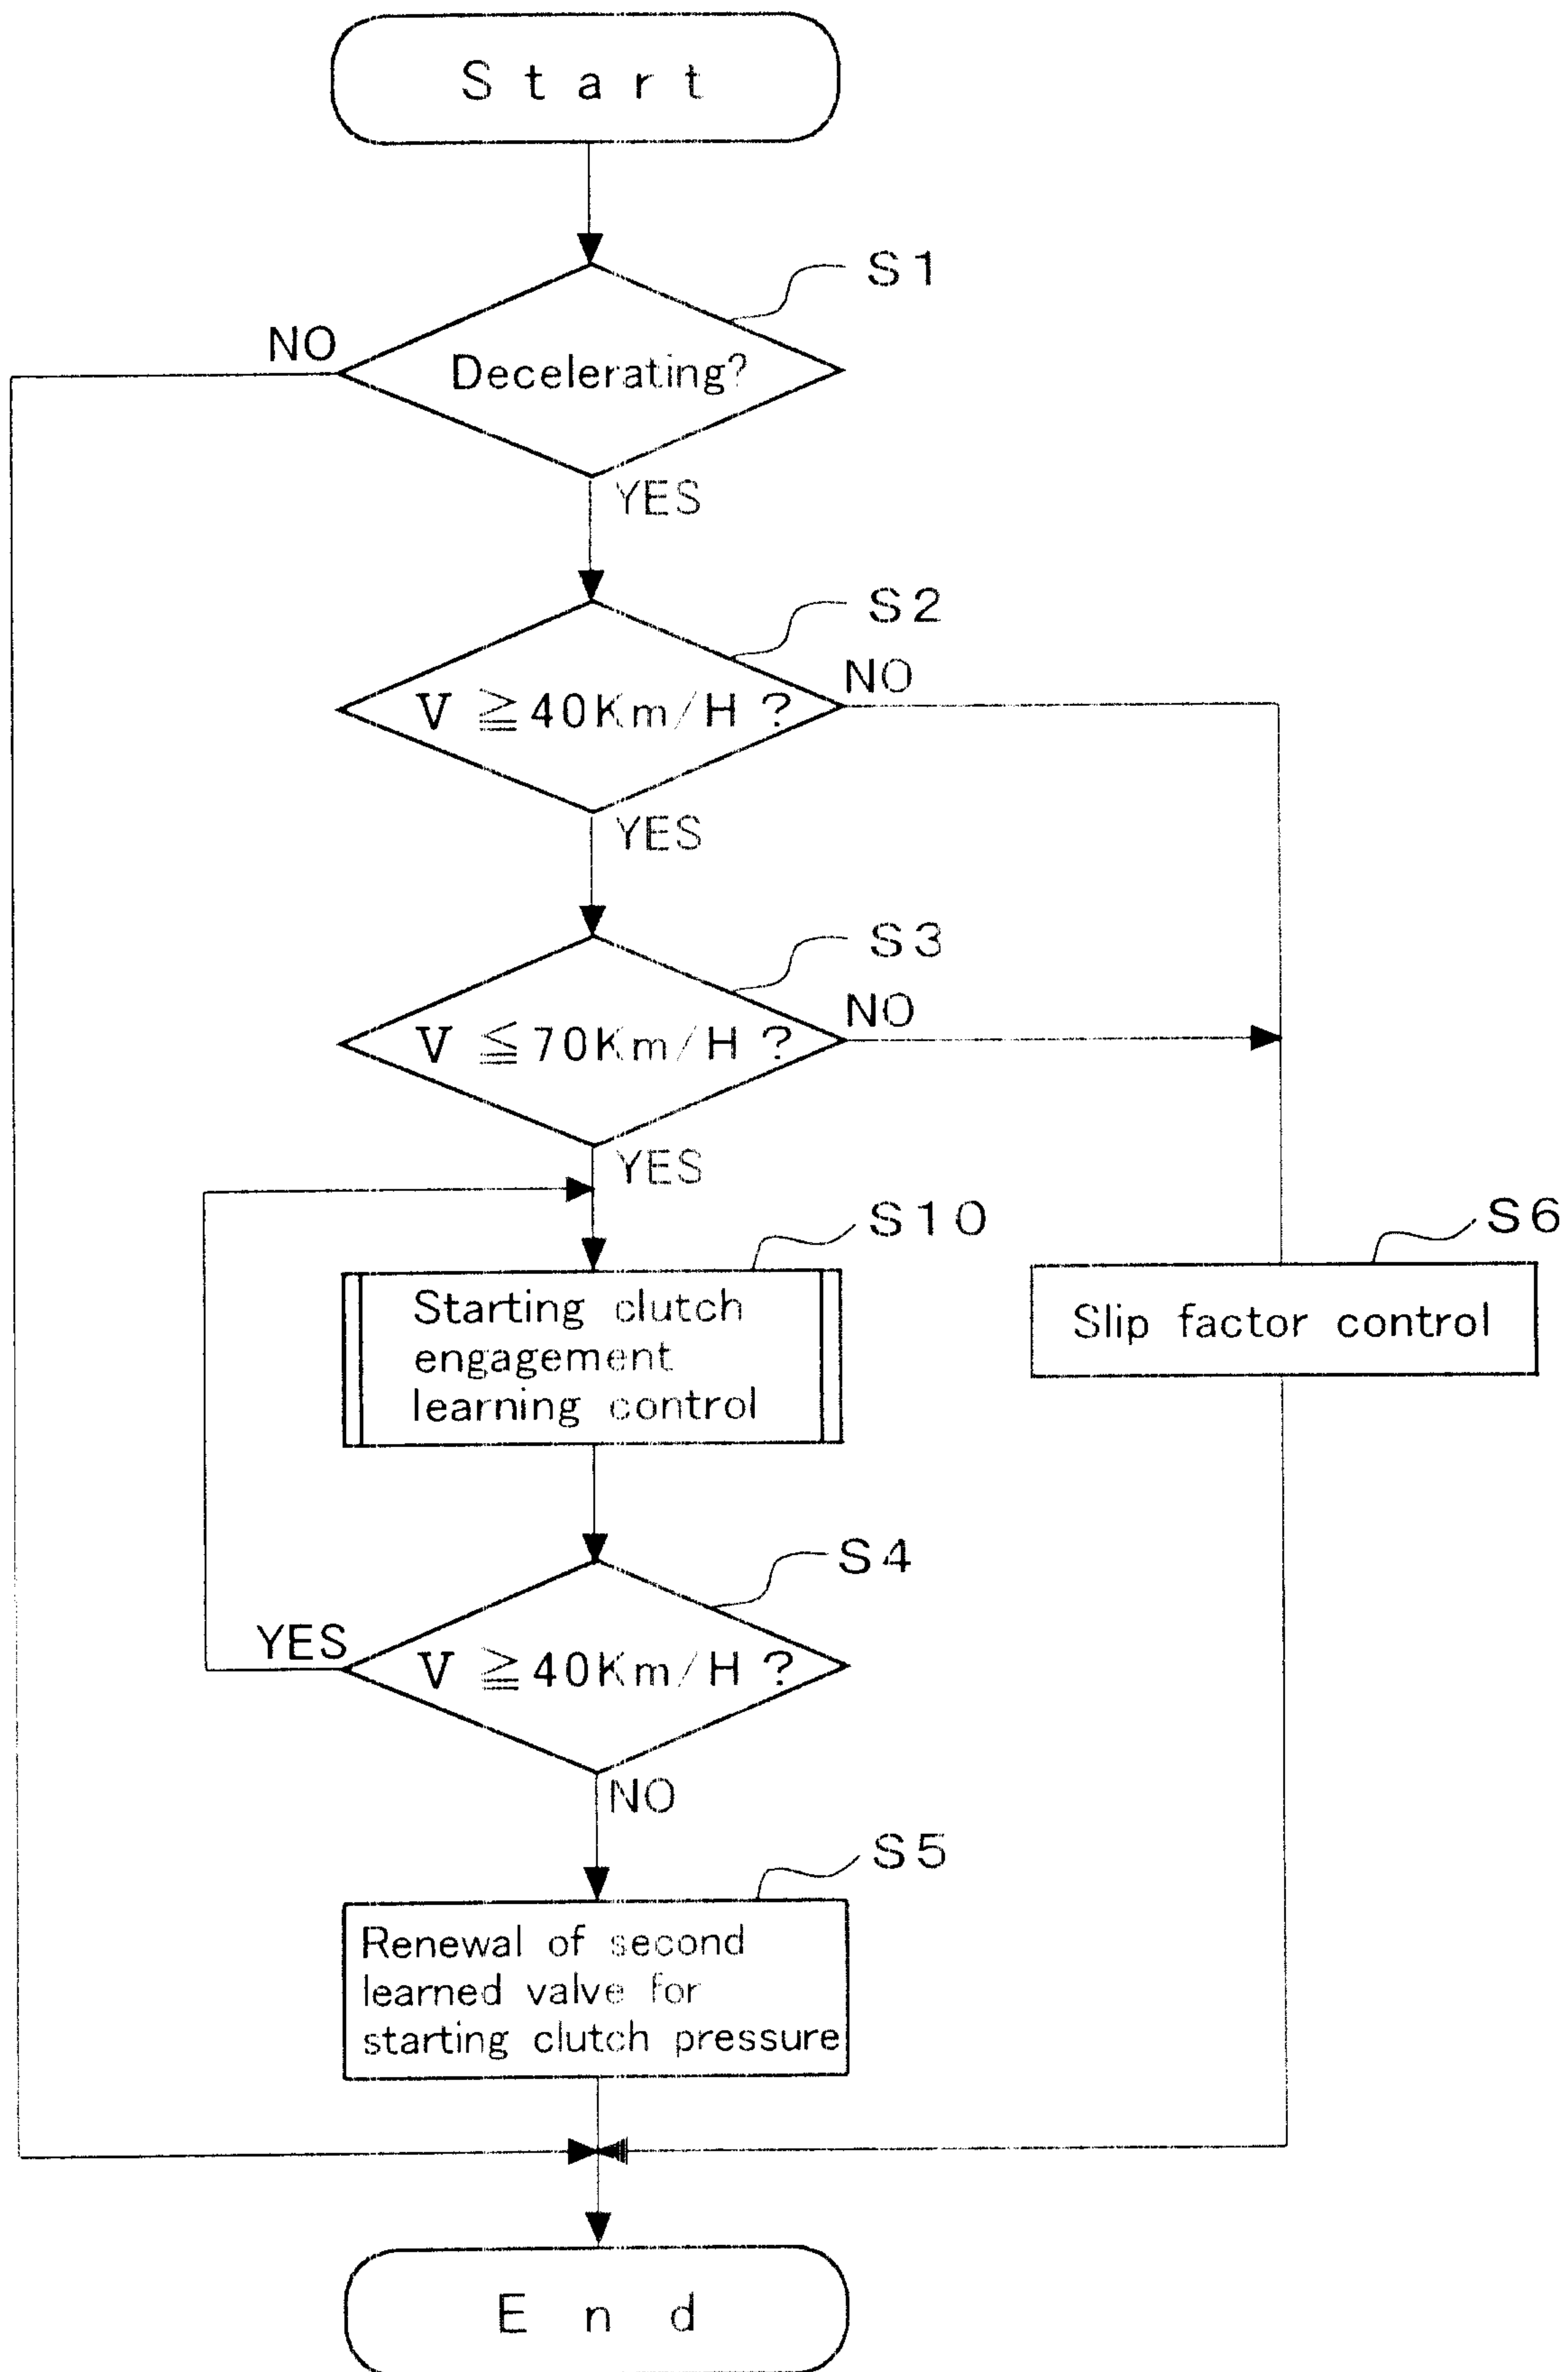 Start
S1
NO
Decelerating?
YES
S2
NO
V ≧ 40Km/H ?
YES
S3
NO
V ≦ 70Km/H ?
YES
S10
S6
Starting clutch
engagement
learning control
Slip factor control
S4
YES
V ≧ 40Km/H ?
NO
S5
Renewal of second
learned valve for
starting clutch pressure
End